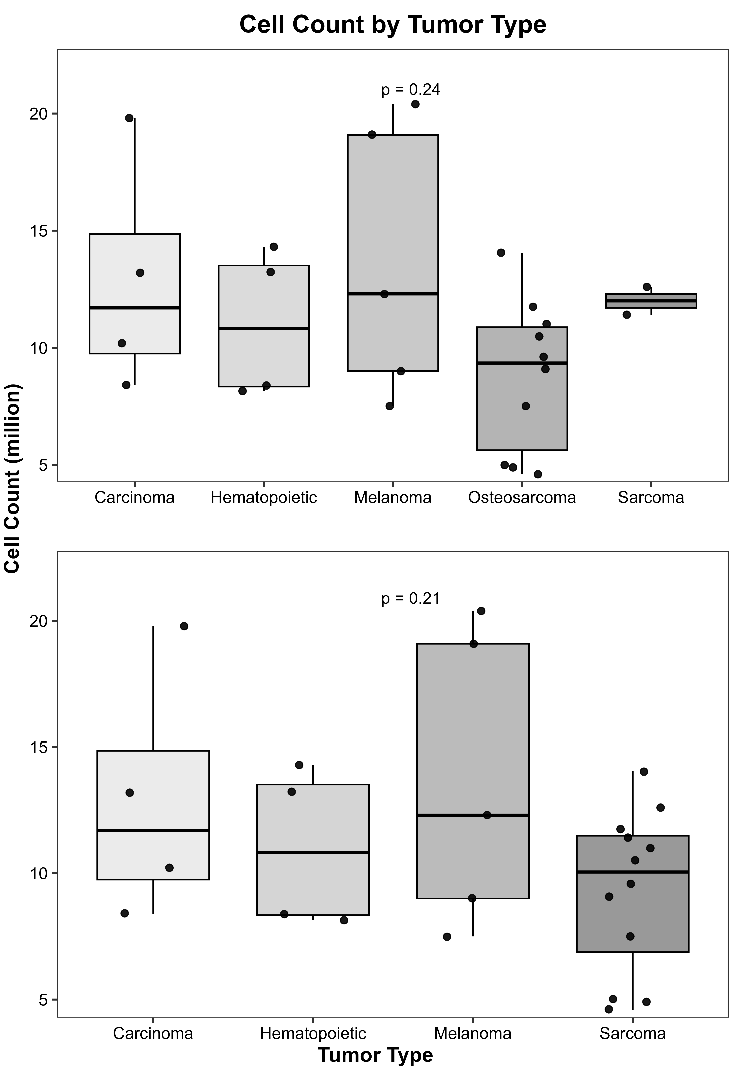 Cell Count by Tumor Type
p = 0.24
20
15
10
5
Carcinoma Hematopoietic Melanoma Osteosarcoma Sarcoma
Cell Count (million)
p = 0.21
20
15
10
5
Carcinoma Hematopoietic Melanoma Sarcoma
Tumor Type